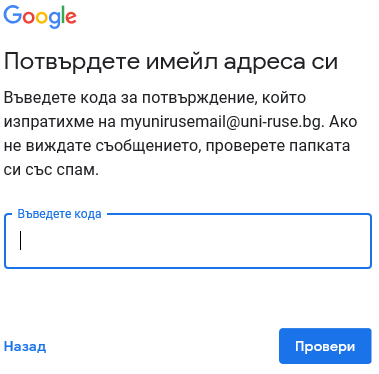 Google
Потвърдете имейл адреса си
Въведете кода за потвърждение, който
изпратихме на myunirusemail@uni-ruse.bg. Ако
не виждате съобщението, проверете папката
си със спам.
Въведете кода
Назад
Провери